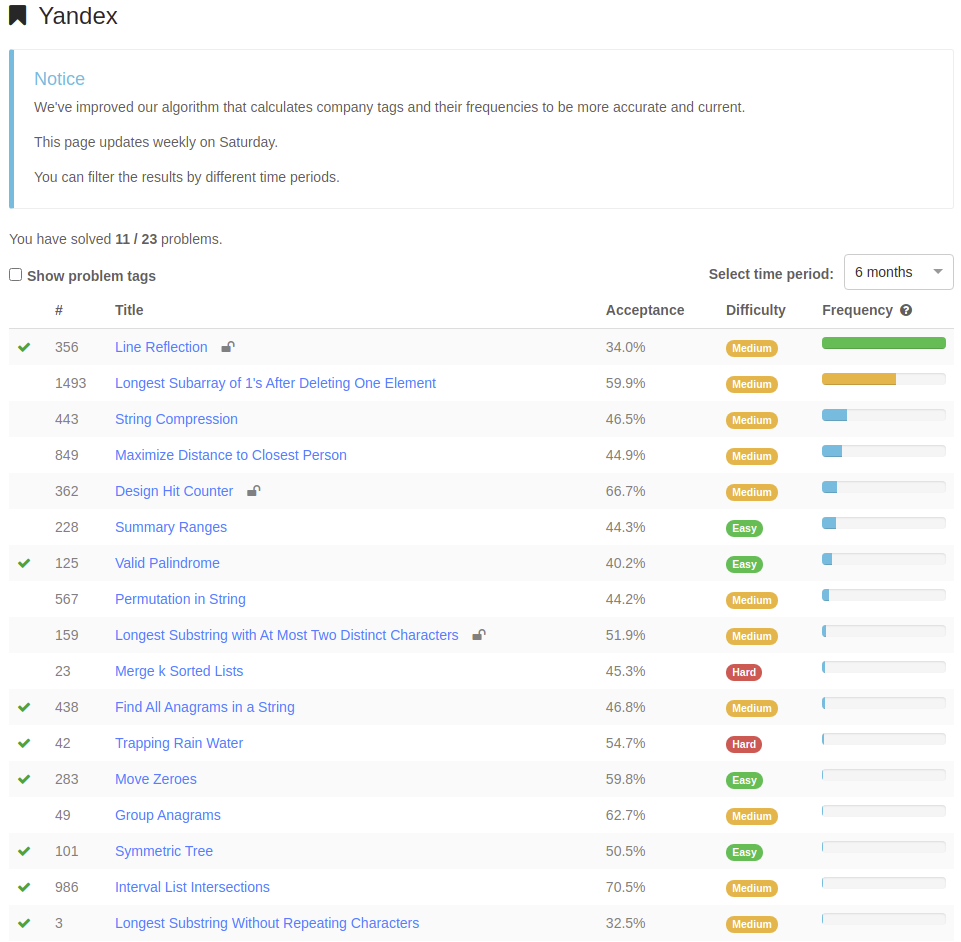 Yandex
Notice
We've improved our algorithm that calculates company tags and their frequencies to be more accurate and current.
This page updates weekly on Saturday.
You can filter the results by different time periods.
You have solved 11 / 23 problems.
Show problem tags Select time period: 6 months
# Title Acceptance Difficulty Frequency
356 Line Reflection 34.0% Medium
1493 Longest Subarray of 1's After Deleting One Element 59.9% Medium
443 String Compression 46.5% Medium
849 Maximize Distance to Closest Person 44.9% Medium
362 Design Hit Counter 66.7% Medium
228 Summary Ranges 44.3% Easy
125 Valid Palindrome 40.2% Easy
567 Permutation in String 44.2% Medium
159 Longest Substring with At Most Two Distinct Characters 51.9% Medium
23 Merge k Sorted Lists 45.3% Hard
438 Find All Anagrams in a String 46.8% Medium
42 Trapping Rain Water 54.7% Hard
283 Move Zeroes 59.8% Easy
49 Group Anagrams 62.7% Medium
101 Symmetric Tree 50.5% Easy
986 Interval List Intersections 70.5% Medium
3 Longest Substring Without Repeating Characters 32.5% Medium